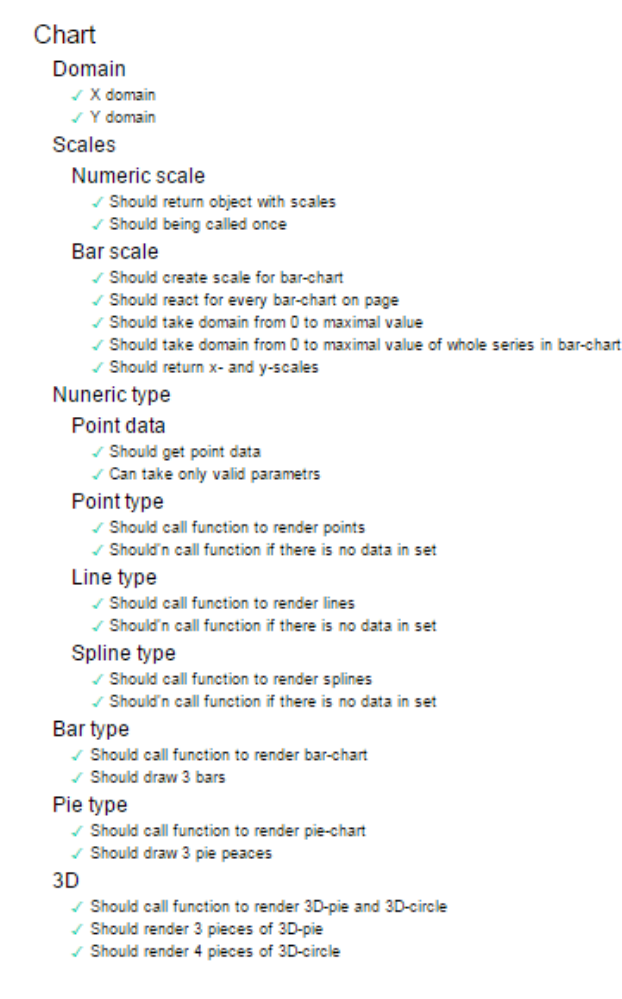 Chart
Domain
✓ X domain
✓ Y domain
Scales
Numeric scale
✓ Should return object with scales
✓ Should being called once
Bar scale
✓ Should create scale for bar-chart
✓ Should react for every bar-chart on page
✓ Should take domain from 0 to maximal value
✓ Should take domain from 0 to maximal value of whole series in bar-chart
✓ Should return x- and y-scales
Nuneric type
Point data
✓ Should get point data
✓ Can take only valid parametrs
Point type
✓ Should call function to render points
✓ Should'n call function if there is no data in set
Line type
✓ Should call function to render lines
✓ Should'n call function if there is no data in set
Spline type
✓ Should call function to render splines
✓ Should'n call function if there is no data in set
Bar type
✓ Should call function to render bar-chart
✓ Should draw 3 bars
Pie type
✓ Should call function to render pie-chart
✓ Should draw 3 pie peaces
3D
✓ Should call function to render 3D-pie and 3D-circle
✓ Should render 3 pieces of 3D-pie
✓ Should render 4 pieces of 3D-circle